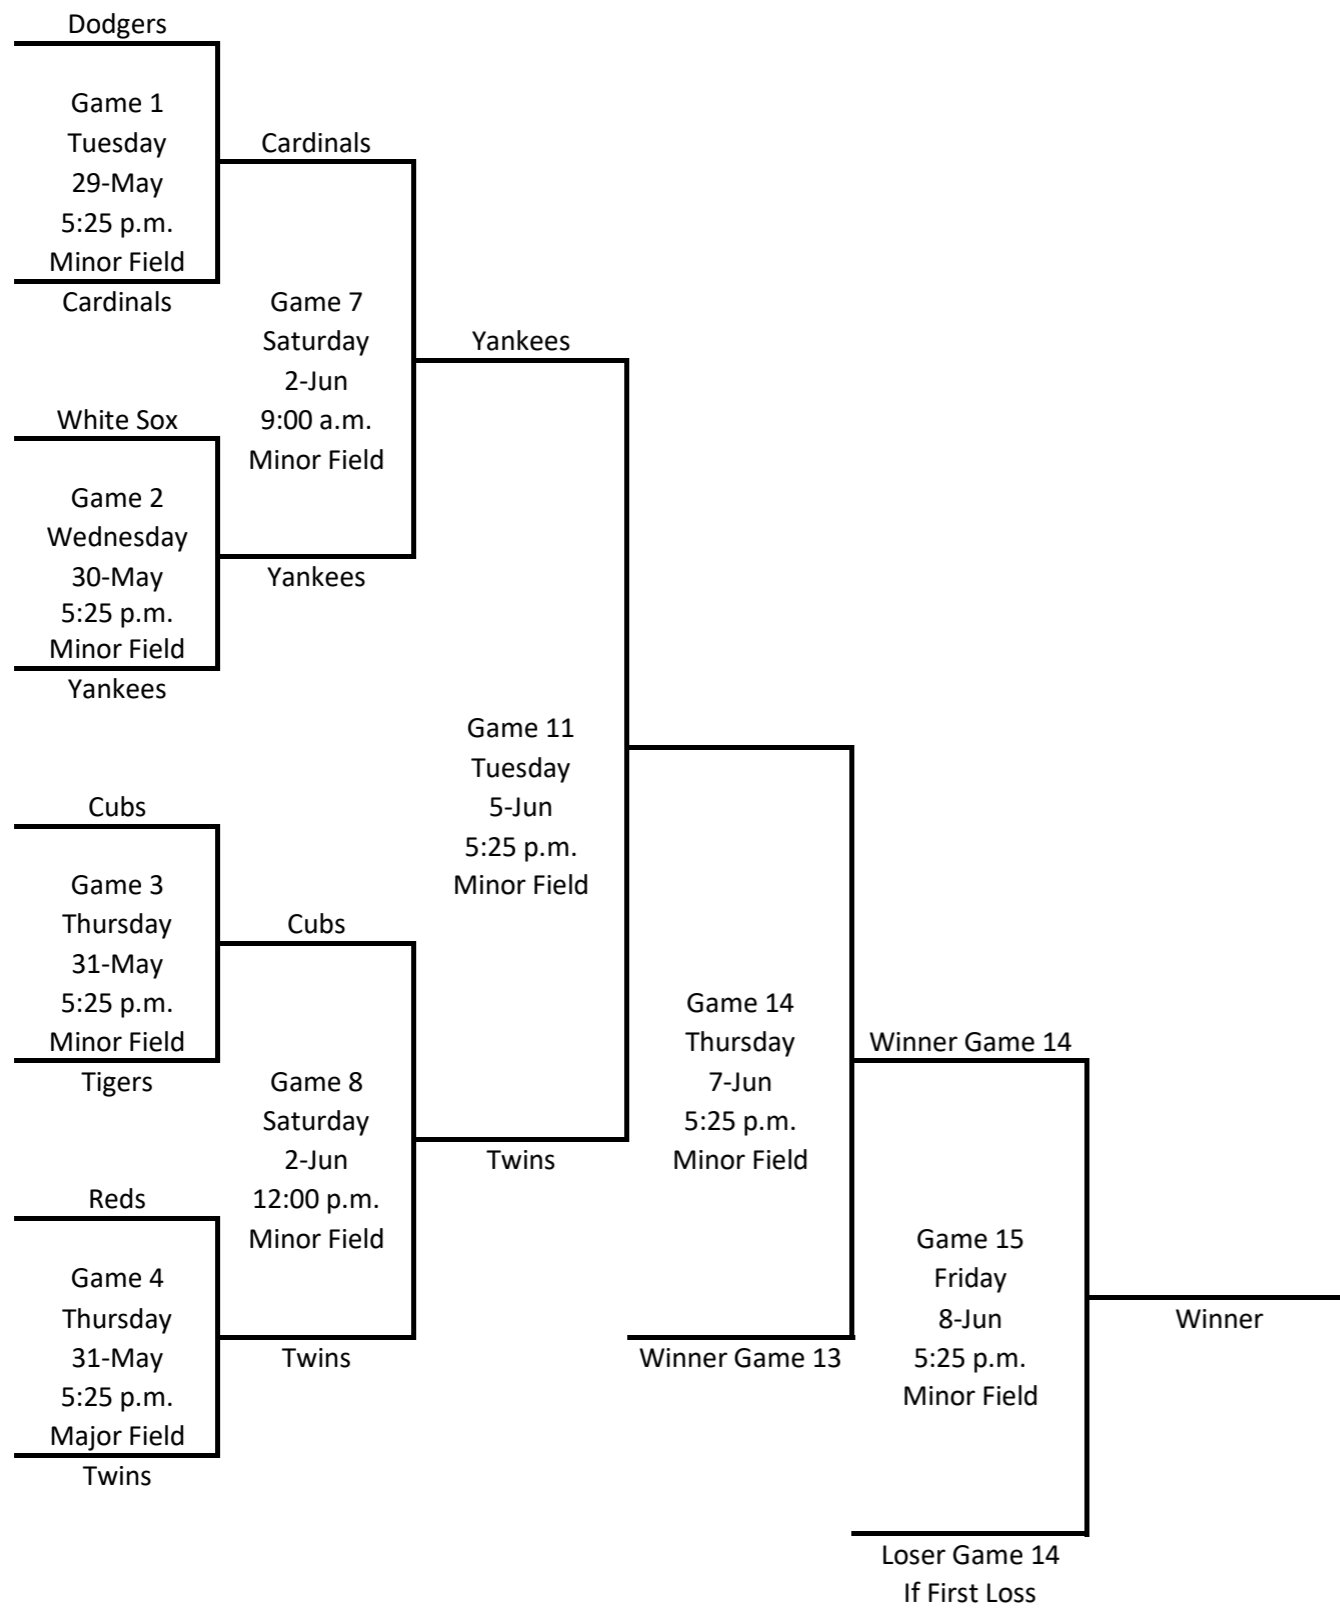 Dodgers
Game 1
Tuesday
29-May
5:25 p.m.
Minor Field
Cardinals
White Sox
Game 2
Wednesday
30-May
5:25 p.m.
Minor Field
Yankees
Cubs
Game 3
Thursday
31-May
5:25 p.m.
Minor Field
Tigers
Reds
Game 4
Thursday
31-May
5:25 p.m.
Major Field
Twins
Cardinals
Game 7
Saturday
2-Jun
9:00 a.m.
Minor Field
Yankees
Cubs
Game 8
Saturday
2-Jun
12:00 p.m.
Minor Field
Twins
Yankees
Game 11
Tuesday
5-Jun
5:25 p.m.
Minor Field
Twins
Game 14
Thursday
7-Jun
5:25 p.m.
Minor Field
Winner Game 13
Winner Game 14
Game 15
Friday
8-Jun
5:25 p.m.
Minor Field
Loser Game 14
If First Loss
Winner